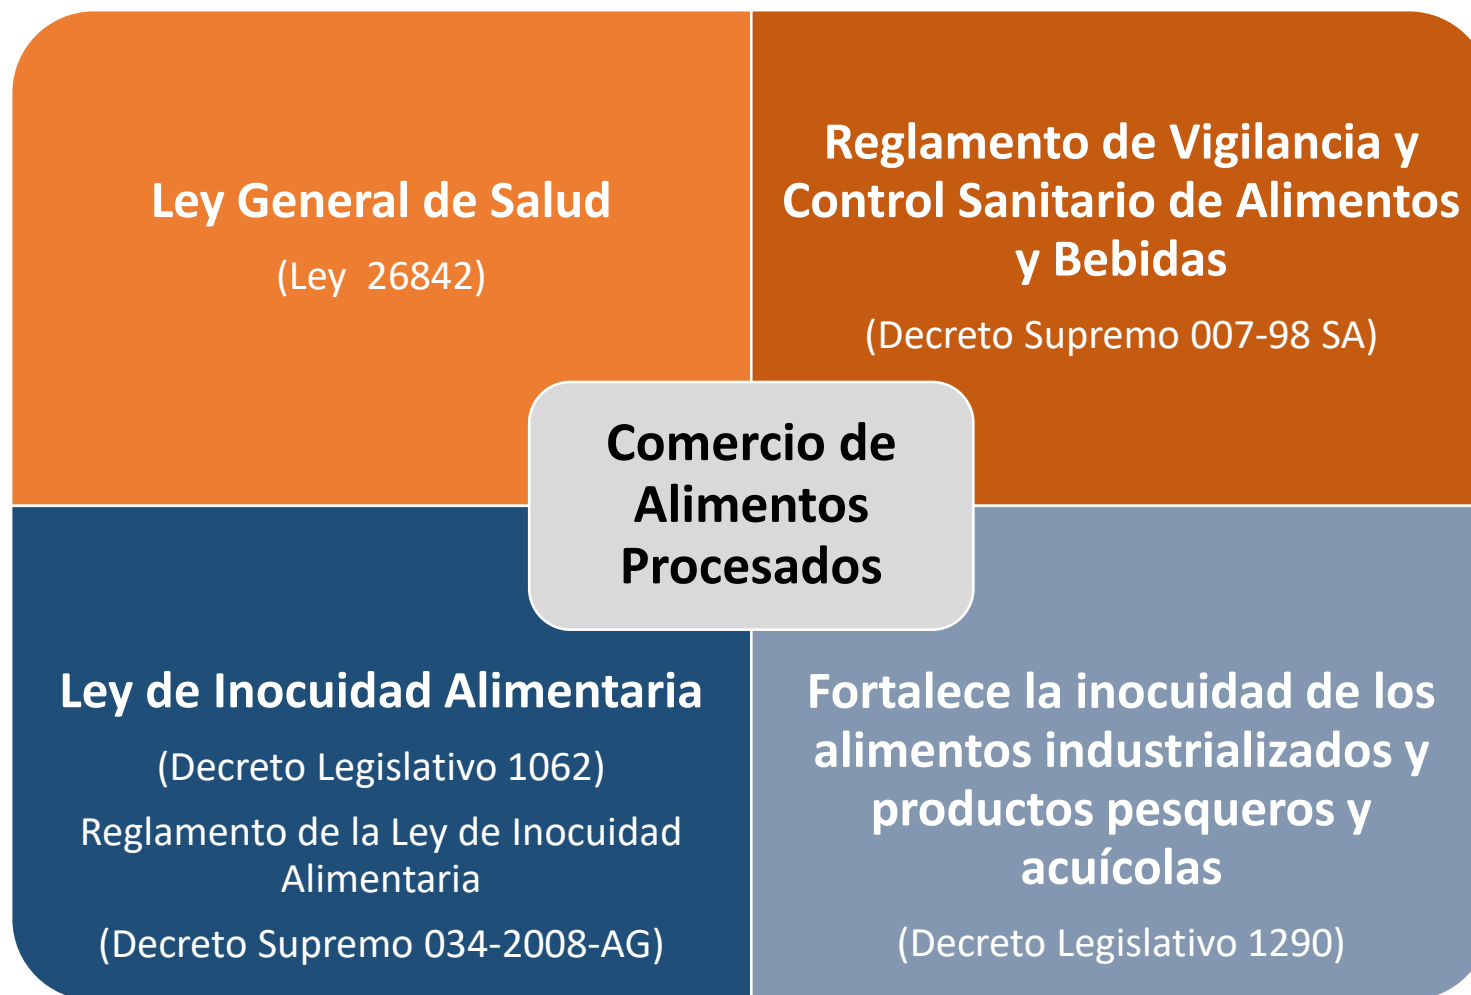 Ley General de Salud
(Ley 26842)
Reglamento de Vigilancia y
Control Sanitario de Alimentos
y Bebidas
(Decreto Supremo 007-98 SA)
Comercio de
Alimentos
Procesados
Ley de Inocuidad Alimentaria
(Decreto Legislativo 1062)
Reglamento de la Ley de Inocuidad
Alimentaria
(Decreto Supremo 034-2008-AG)
Fortalece la inocuidad de los
alimentos industrializados y
productos pesqueros y
acuícolas
(Decreto Legislativo 1290)